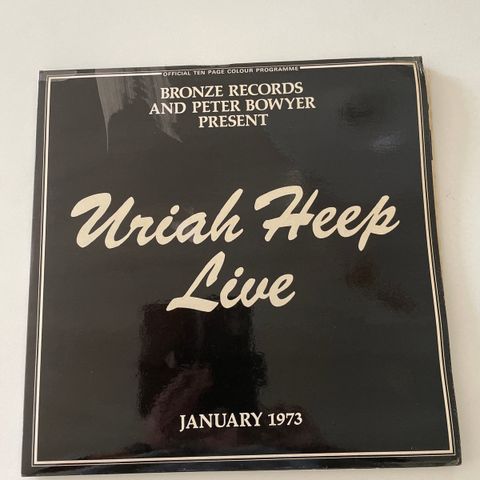 OFFICIAL TEN PAGE COLOUR PROGRAMME
BRONZE RECORDS
AND PETER BOWYER
PRESENT
Uriah Heep
Live
JANUARY 1973